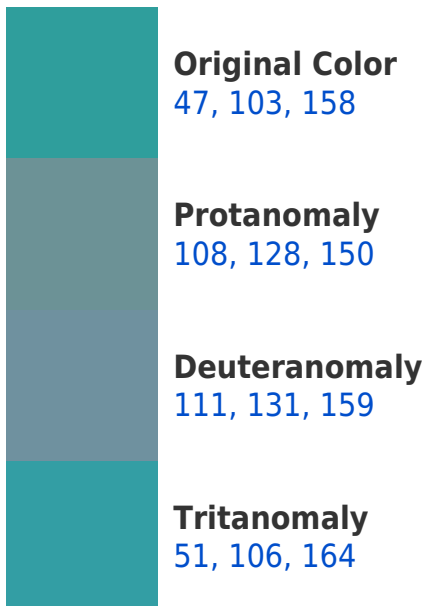 Original Color
47, 103, 158
Protanomaly
108, 128, 150
Deuteranomaly
111, 131, 159
Tritanomaly
51, 106, 164